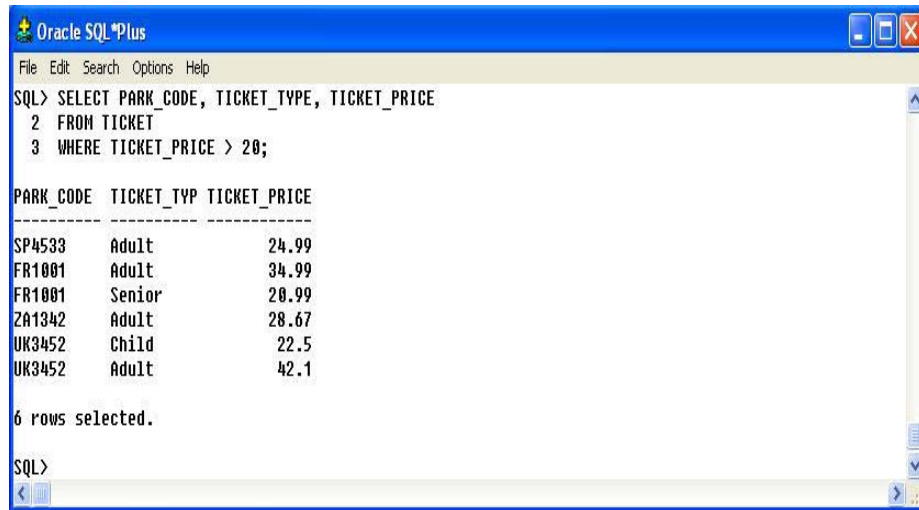 Oracle SQL*Plus
File Edit Search Options Help
SQL> SELECT PARK_CODE, TICKET_TYPE, TICKET_PRICE
2 FROM TICKET
3 WHERE TICKET_PRICE > 20;
PARK_CODE TICKET_TYP TICKET_PRICE
---------- ---------- ------------
SP4533 Adult 24.99
FR1001 Adult 34.99
FR1001 Senior 20.99
ZA1342 Adult 28.67
UK3452 Child 22.5
UK3452 Adult 42.1
6 rows selected.
SQL>